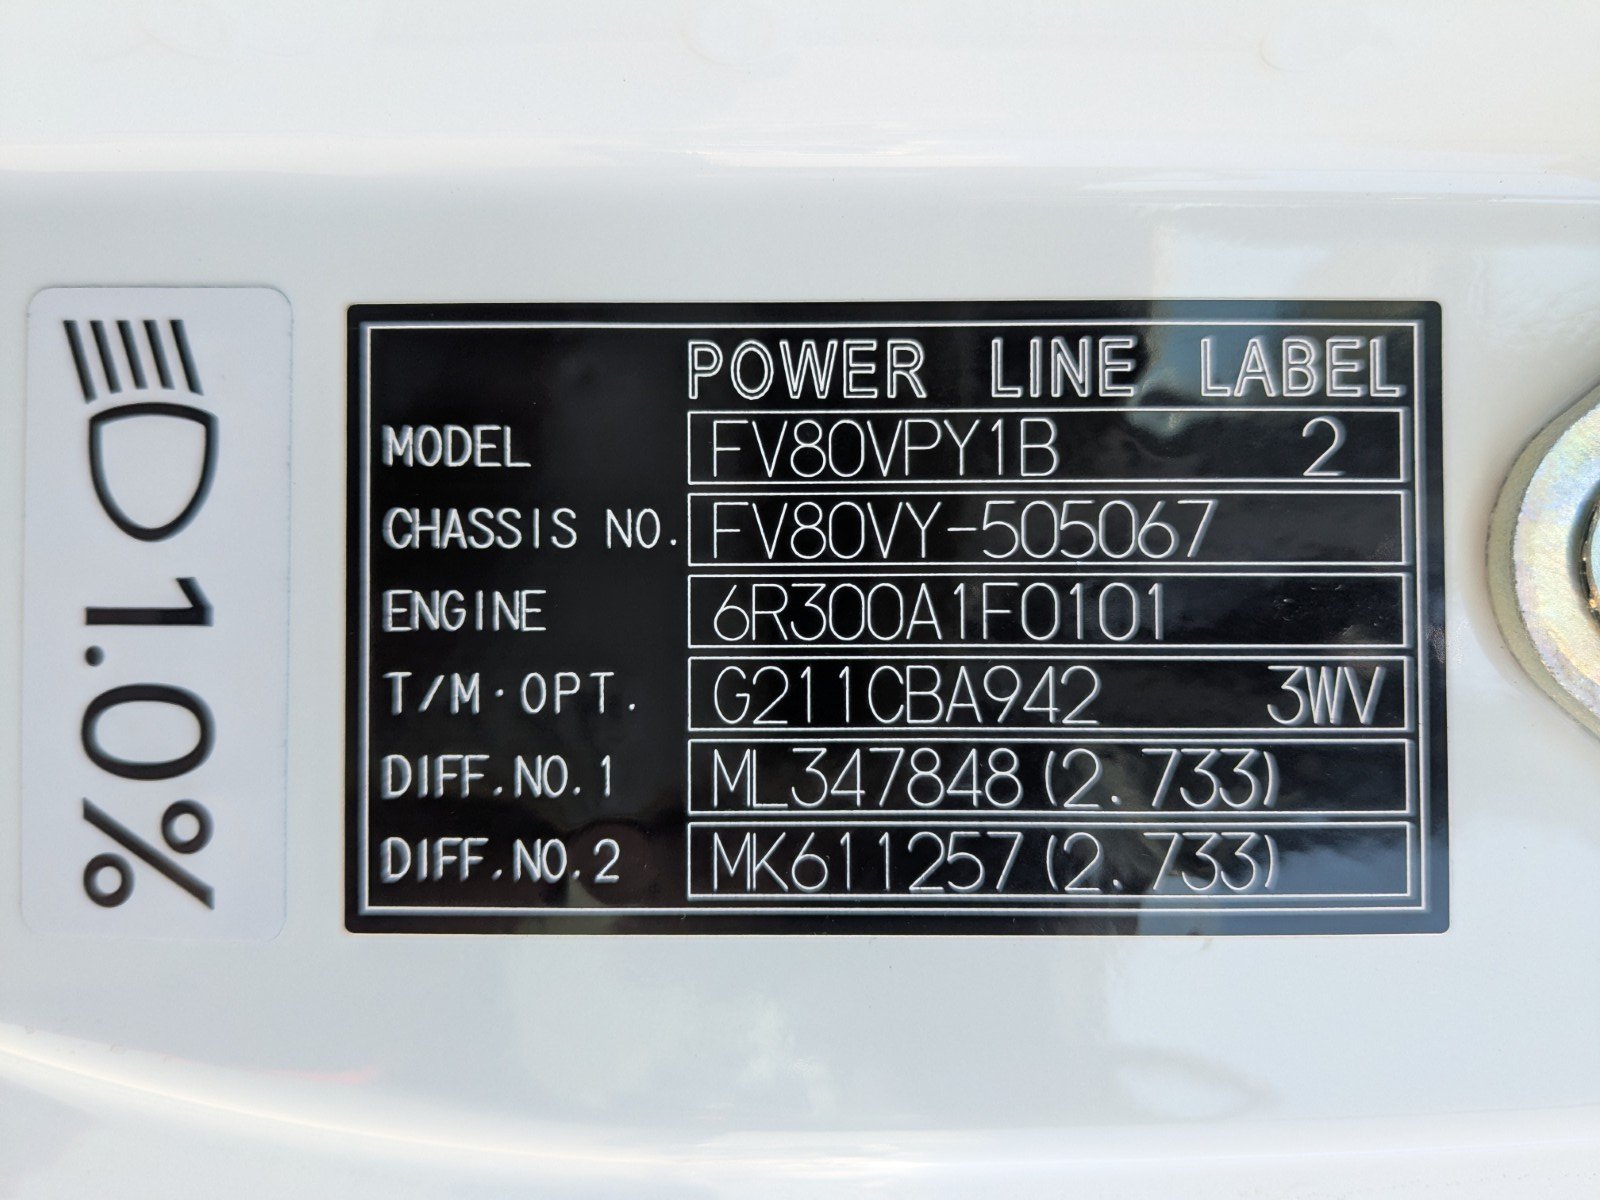 POWER LINE LABEL
MODEL FV80VPY1B 2
CHASSIS NO. FV80VY-505067
ENGINE 6R300A1F0101
T/M·OPT. G211CBA942 3WV
DIFF.NO.1 ML347848(2.733)
DIFF.NO.2 MK611257(2.733)
1.0%